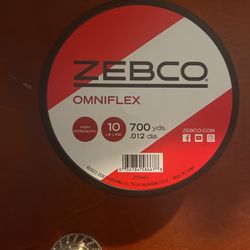 ZEBCO
OMNIFLEX
HIGH
STRENGTH
10
LB LINE
700 yds.
.012 dia.
ZEBCO.COM